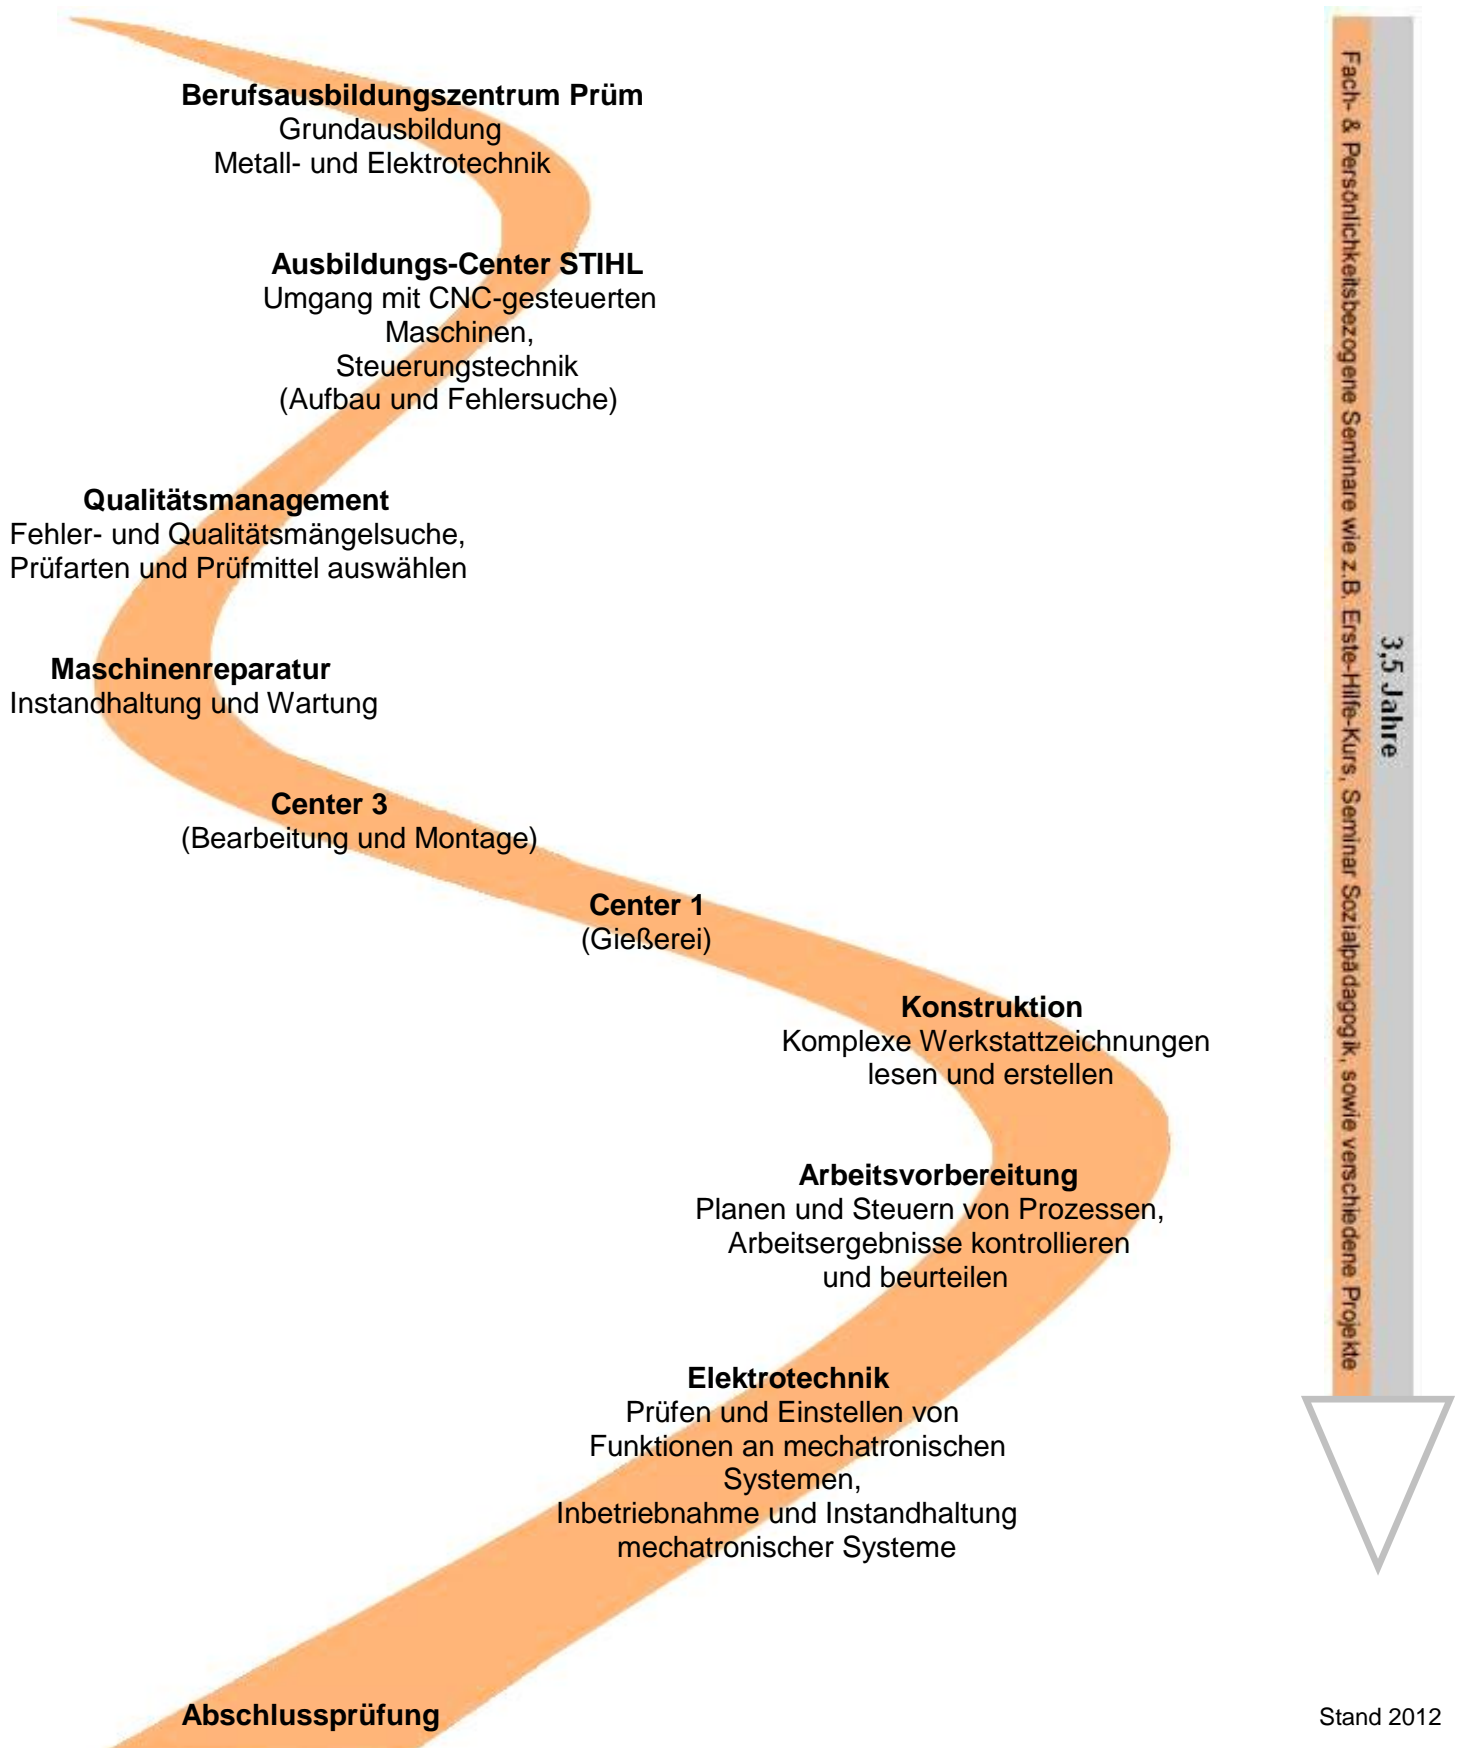 Berufsausbildungszentrum Prüm
Grundausbildung
Metall- und Elektrotechnik
Ausbildungs-Center STIHL
Umgang mit CNC-gesteuerten
Maschinen,
Steuerungstechnik
(Aufbau und Fehlersuche)
Qualitätsmanagement
Fehler- und Qualitätsmängelsuche,
Prüfarten und Prüfmittel auswählen
Maschinenreparatur
Instandhaltung und Wartung
Center 3
(Bearbeitung und Montage)
Center 1
(Gießerei)
Konstruktion
Komplexe Werkstattzeichnungen
lesen und erstellen
Arbeitsvorbereitung
Planen und Steuern von Prozessen,
Arbeitsergebnisse kontrollieren
und beurteilen
Elektrotechnik
Prüfen und Einstellen von
Funktionen an mechatronischen
Systemen,
Inbetriebnahme und Instandhaltung
mechatronischer Systeme
Abschlussprüfung
3,5 Jahre
Fach- & Persönlichkeitsbezogene Seminare wie z.B. Erste-Hilfe-Kurs, Seminar Sozialpädagogik, sowie verschiedene Projekte
Stand 2012